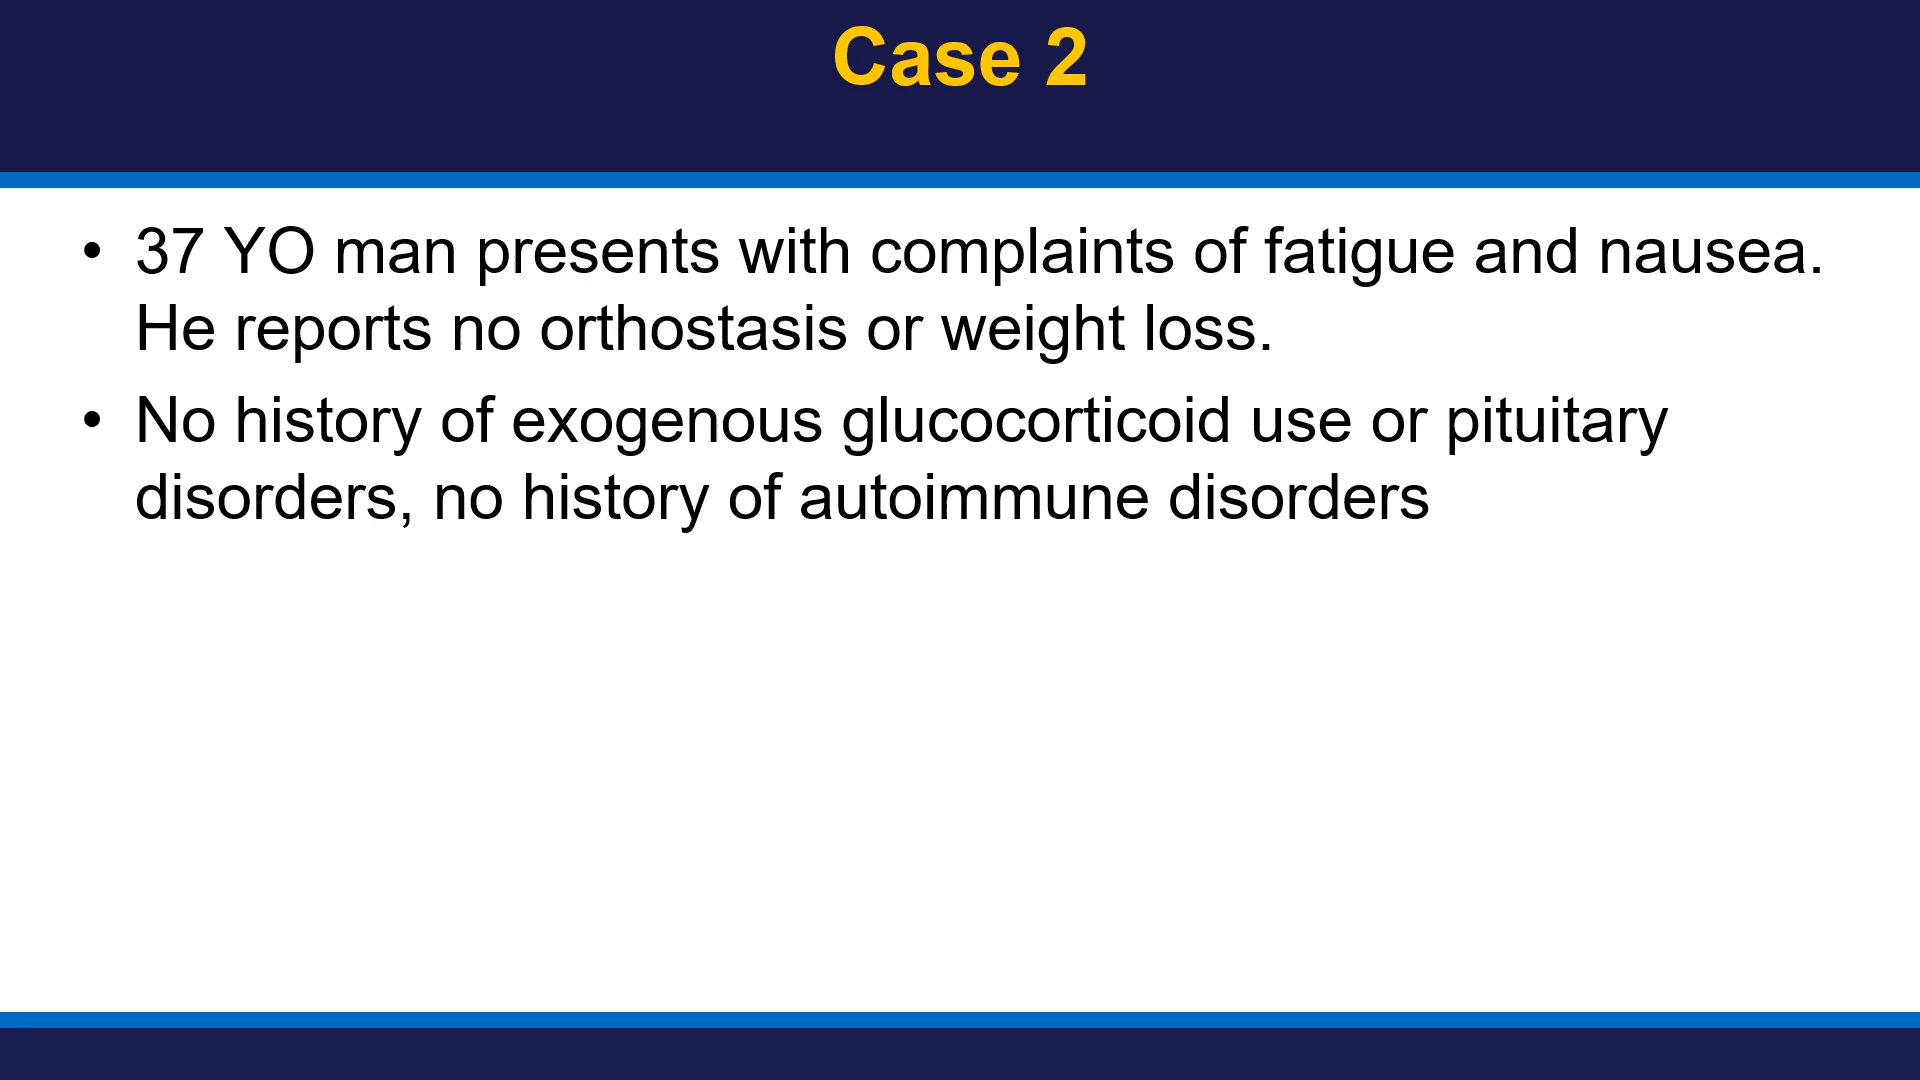 Case 2
• 37 YO man presents with complaints of fatigue and nausea.
He reports no orthostasis or weight loss.
• No history of exogenous glucocorticoid use or pituitary
disorders, no history of autoimmune disorders